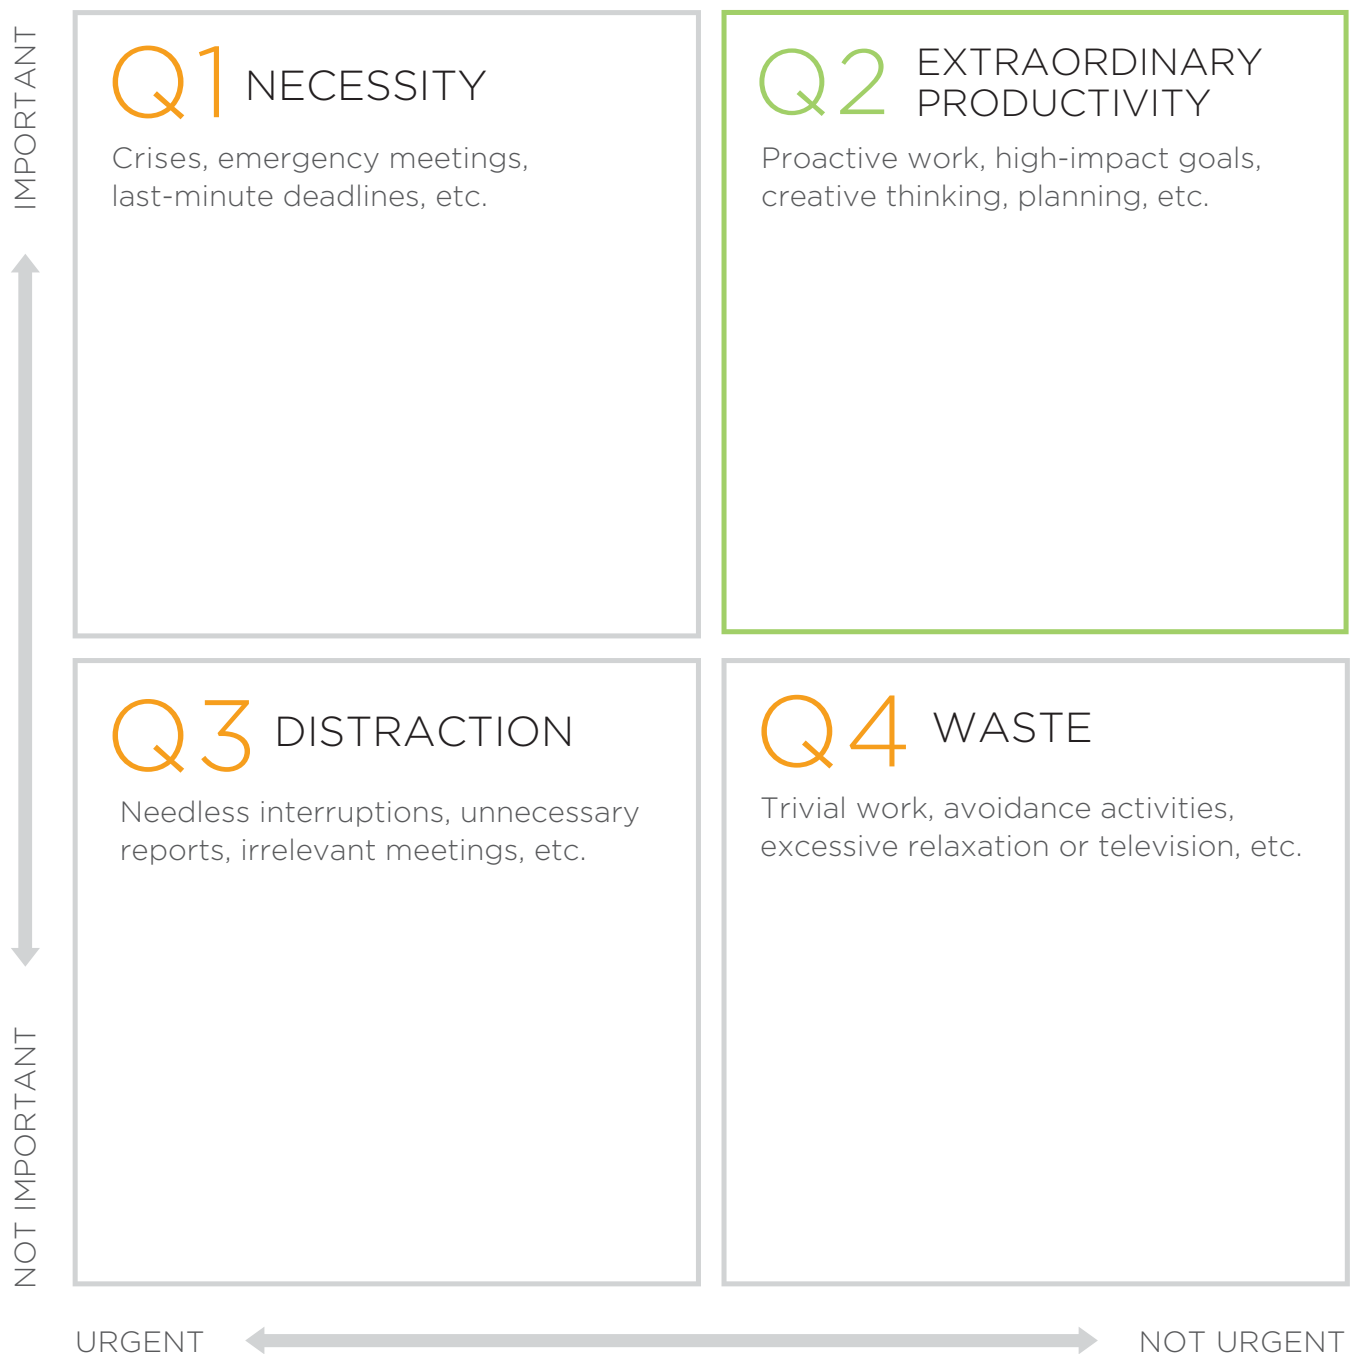 IMPORTANT
Q1 NECESSITY
Crises, emergency meetings,
last-minute deadlines, etc.
Q2 EXTRAORDINARY
PRODUCTIVITY
Proactive work, high-impact goals,
creative thinking, planning, etc.
Q3 DISTRACTION
Needless interruptions, unnecessary
reports, irrelevant meetings, etc.
Q4 WASTE
Trivial work, avoidance activities,
excessive relaxation or television, etc.
NOT IMPORTANT
URGENT
NOT URGENT